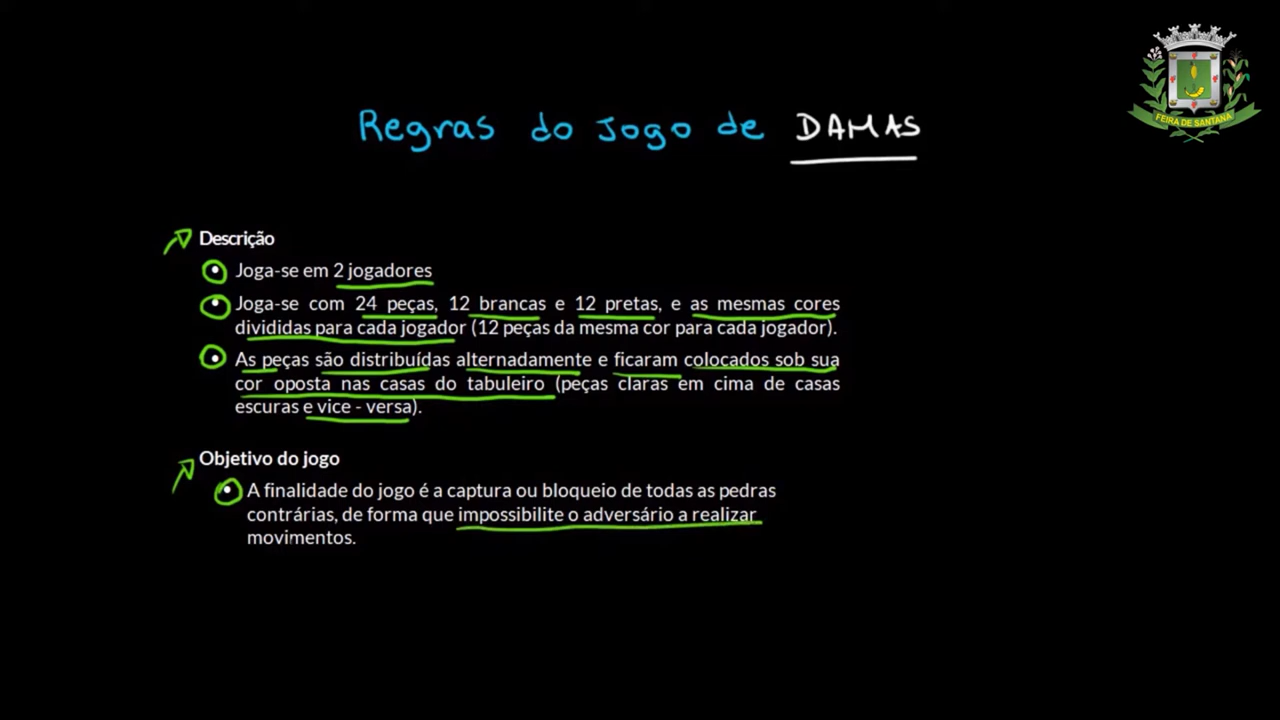 FEIRA DE SANTANA
Regras do Jogo de DAMAS
Descrição
Joga-se em 2 jogadores
Joga-se com 24 peças, 12 brancas e 12 pretas, e as mesmas cores
divididas para cada jogador (12 peças da mesma cor para cada jogador).
As peças são distribuídas alternadamente e ficaram colocados sob sua
cor oposta nas casas do tabuleiro (peças claras em cima de casas
escuras e vice - versa).
Objetivo do jogo
A finalidade do jogo é a captura ou bloqueio de todas as pedras
contrárias, de forma que impossibilite o adversário a realizar
movimentos.